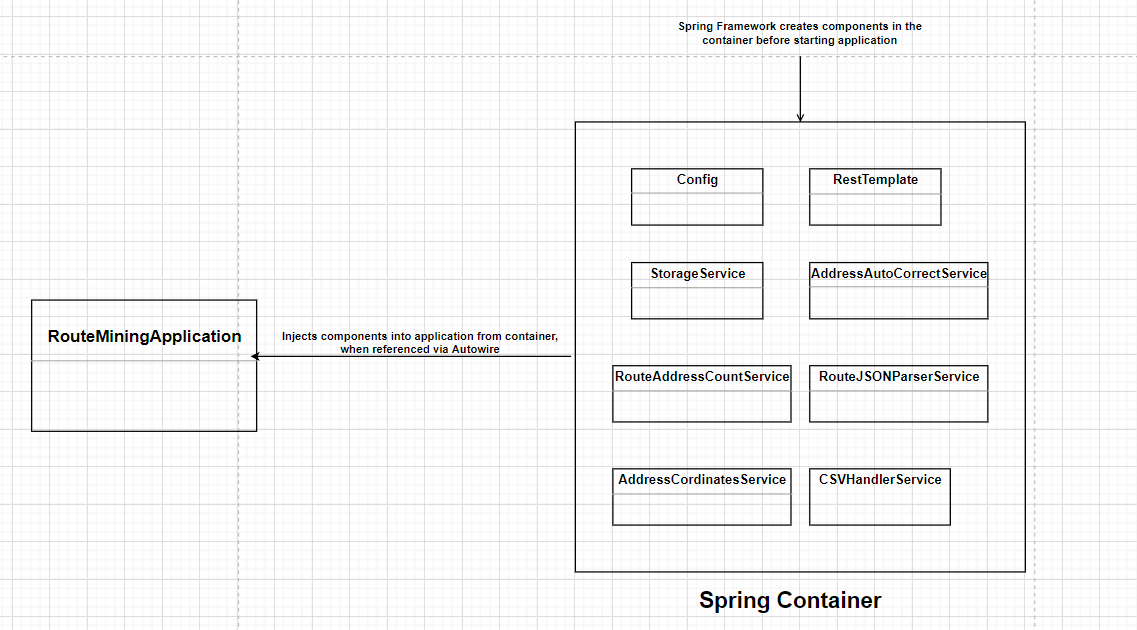 Spring Framework creates components in the
container before starting application
Config
RestTemplate
StorageService
AddressAutoCorrectService
RouteMiningApplication
Injects components into application from container,
when referenced via Autowire
RouteAddressCountService
RouteJSONParserService
AddressCordinatesService
CSVHandlerService
Spring Container